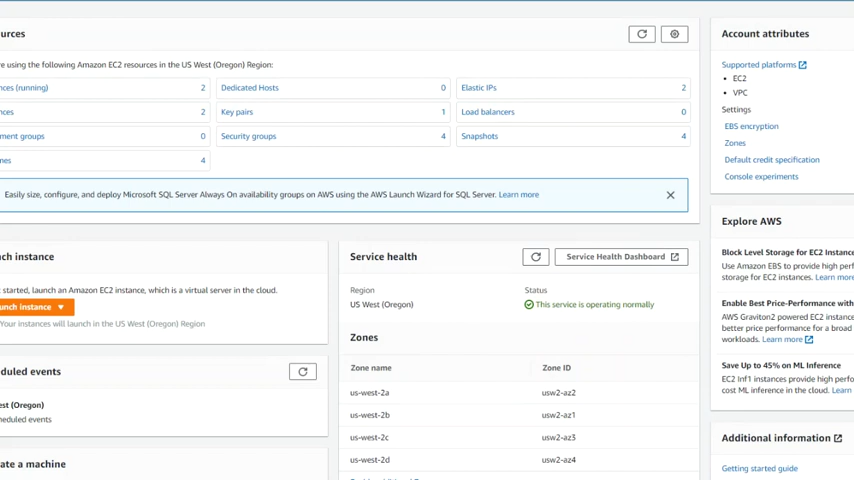 urces
re using the following Amazon EC2 resources in the US West (Oregon) Region:
nces (running) 2
Dedicated Hosts 0
Elastic IPs 2
nces 2
Key pairs 1
Load balancers 0
ment groups 0
Security groups 4
Snapshots 4
mes 4
Easily size, configure, and deploy Microsoft SQL Server Always On availability groups on AWS using the AWS Launch Wizard for SQL Server. Learn more
nch instance
t started, launch an Amazon EC2 instance, which is a virtual server in the cloud.
unch instance
Your instances will launch in the US West (Oregon) Region
duled events
est (Oregon)
heduled events
ate a machine
Service health
Service Health Dashboard
Region
Status
US West (Oregon)
This service is operating normally
Zones
Zone name
Zone ID
us-west-2a
usw2-az2
us-west-2b
usw2-az1
us-west-2c
usw2-az3
us-west-2d
usw2-az4
Account attributes
Supported platforms
EC2
VPC
Settings
EBS encryption
Zones
Default credit specification
Console experiments
Explore AWS
Block Level Storage for EC2 Instance
Use Amazon EBS to provide high perf
storage for EC2 instances. Learn more
Enable Best Price-Performance with
AWS Graviton2 powered EC2 instance
better price performance for a broad
workloads. Learn more
Save Up to 45% on ML Inference
EC2 Inf1 instances provide high perfo
cost ML inference in the cloud. Learn
Additional information
Getting started guide